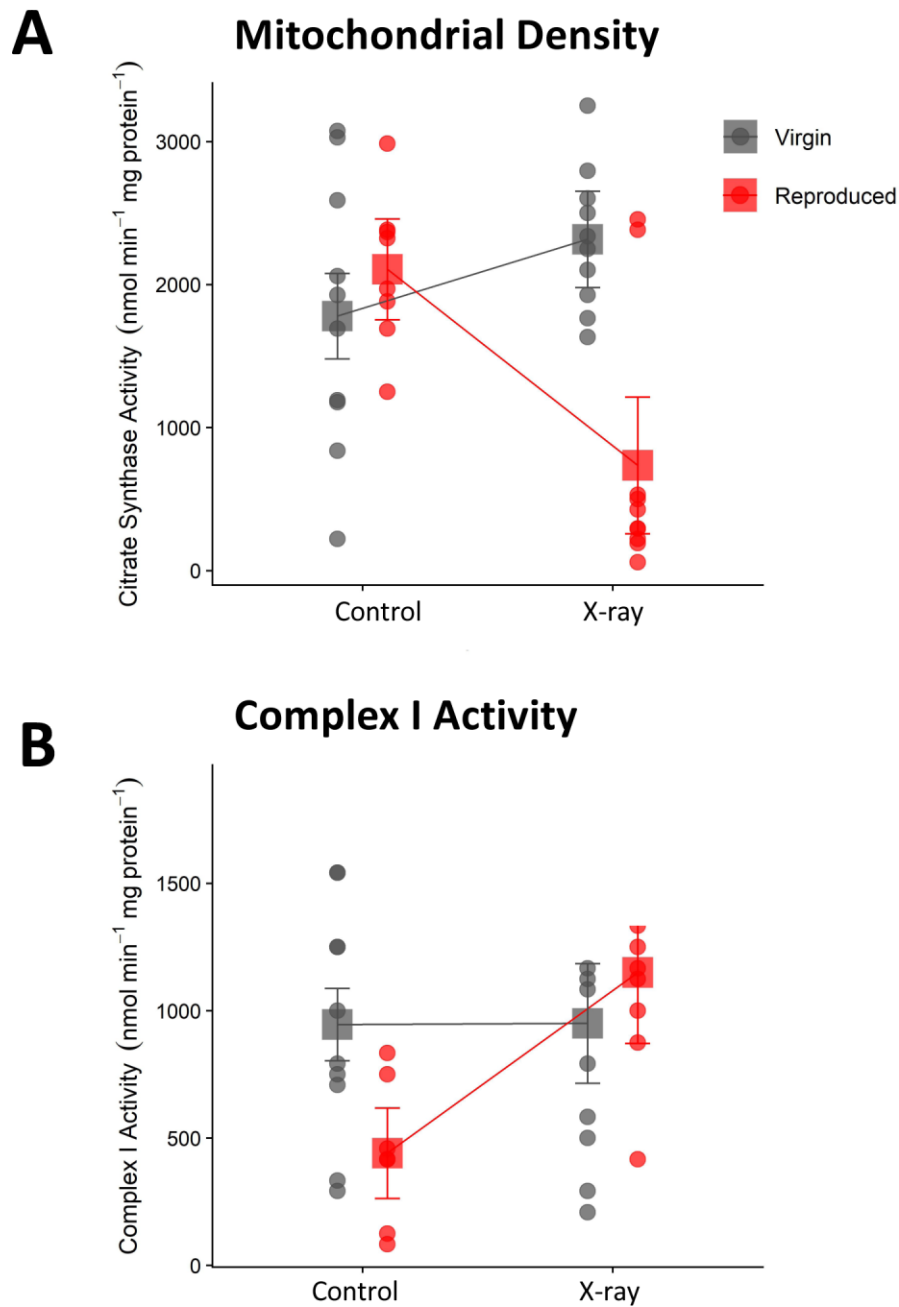 A
Mitochondrial Density
Citrate Synthase Activity (nmol min⁻¹ mg protein⁻¹)
3000
2000
1000
0
Control
X-ray
Virgin
Reproduced
B
Complex I Activity
Complex I Activity (nmol min⁻¹ mg protein⁻¹)
1500
1000
500
0
Control
X-ray